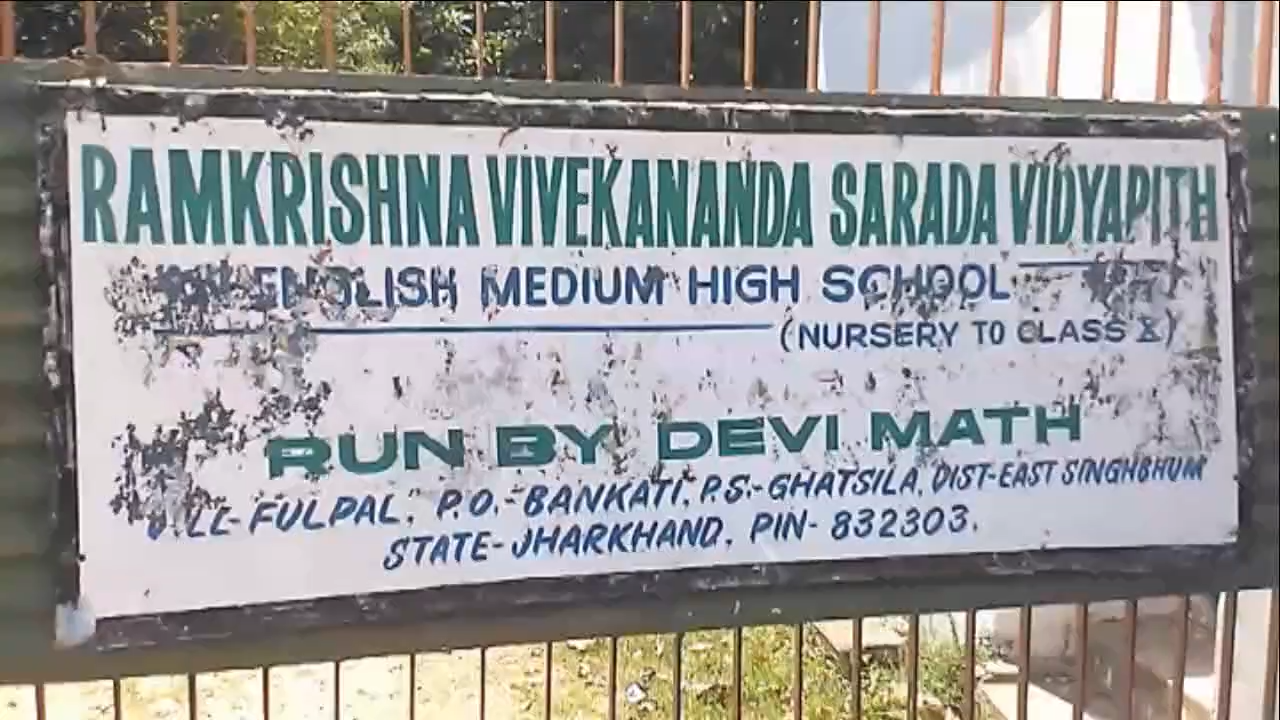 RAMKRISHNA VIVEKANANDA SARADA VIDYAPITH
ENGLISH MEDIUM HIGH SCHOOL
(NURSERY TO CLASS X)
RUN BY DEVI MATH
VILL-FULPAL, P.O.-BANKATI, P.S.-GHATSILA, DIST-EAST SINGHBHUM
STATE-JHARKHAND, PIN- 832303.